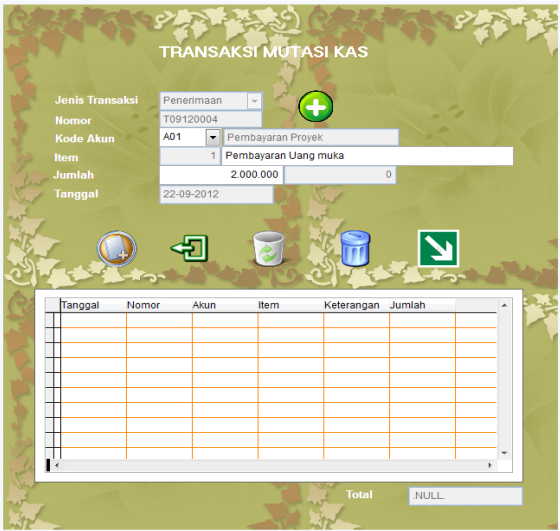 TRANSAKSI MUTASI KAS
Jenis Transaksi Penerimaan
Nomor T09120004
Kode Akun A01 Pembayaran Proyek
Item 1 Pembayaran Uang muka
Jumlah 2.000.000 0
Tanggal 22-09-2012
Tanggal Nomor Akun Item Keterangan Jumlah
Total .NULL.